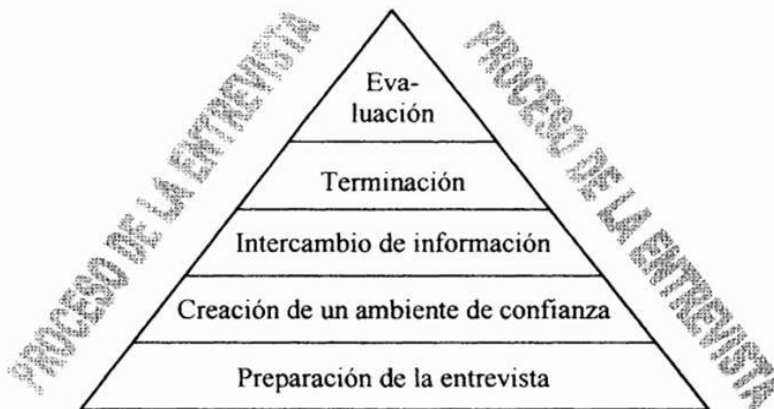 PROCESO DE LA ENTREVISTA
PROCESO DE LA ENTREVISTA
Eva-
luación
Terminación
Intercambio de información
Creación de un ambiente de confianza
Preparación de la entrevista